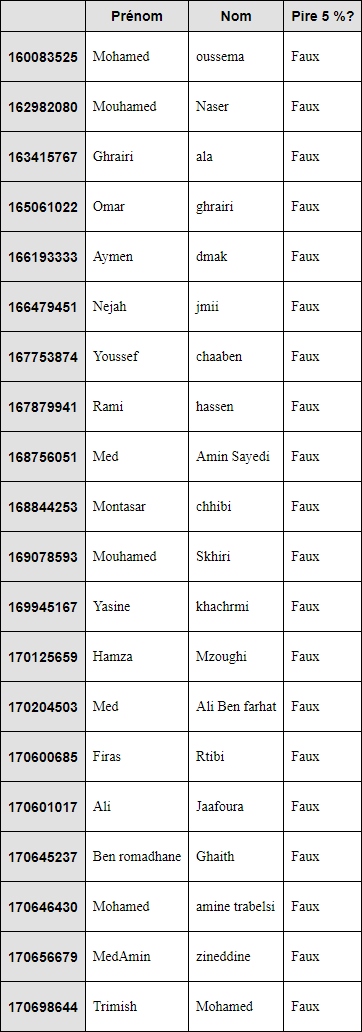 Prénom Nom Pire 5 %?
160083525 Mohamed oussema Faux
162982080 Mouhamed Naser Faux
163415767 Ghrairi ala Faux
165061022 Omar ghrairi Faux
166193333 Aymen dmak Faux
166479451 Nejah jmii Faux
167753874 Youssef chaaben Faux
167879941 Rami hassen Faux
168756051 Med Amin Sayedi Faux
168844253 Montasar chhibi Faux
169078593 Mouhamed Skhiri Faux
169945167 Yasine khachrmi Faux
170125659 Hamza Mzoughi Faux
170204503 Med Ali Ben farhat Faux
170600685 Firas Rtibi Faux
170601017 Ali Jaafoura Faux
170645237 Ben romadhane Ghaith Faux
170646430 Mohamed amine trabelsi Faux
170656679 MedAmin zineddine Faux
170698644 Trimish Mohamed Faux